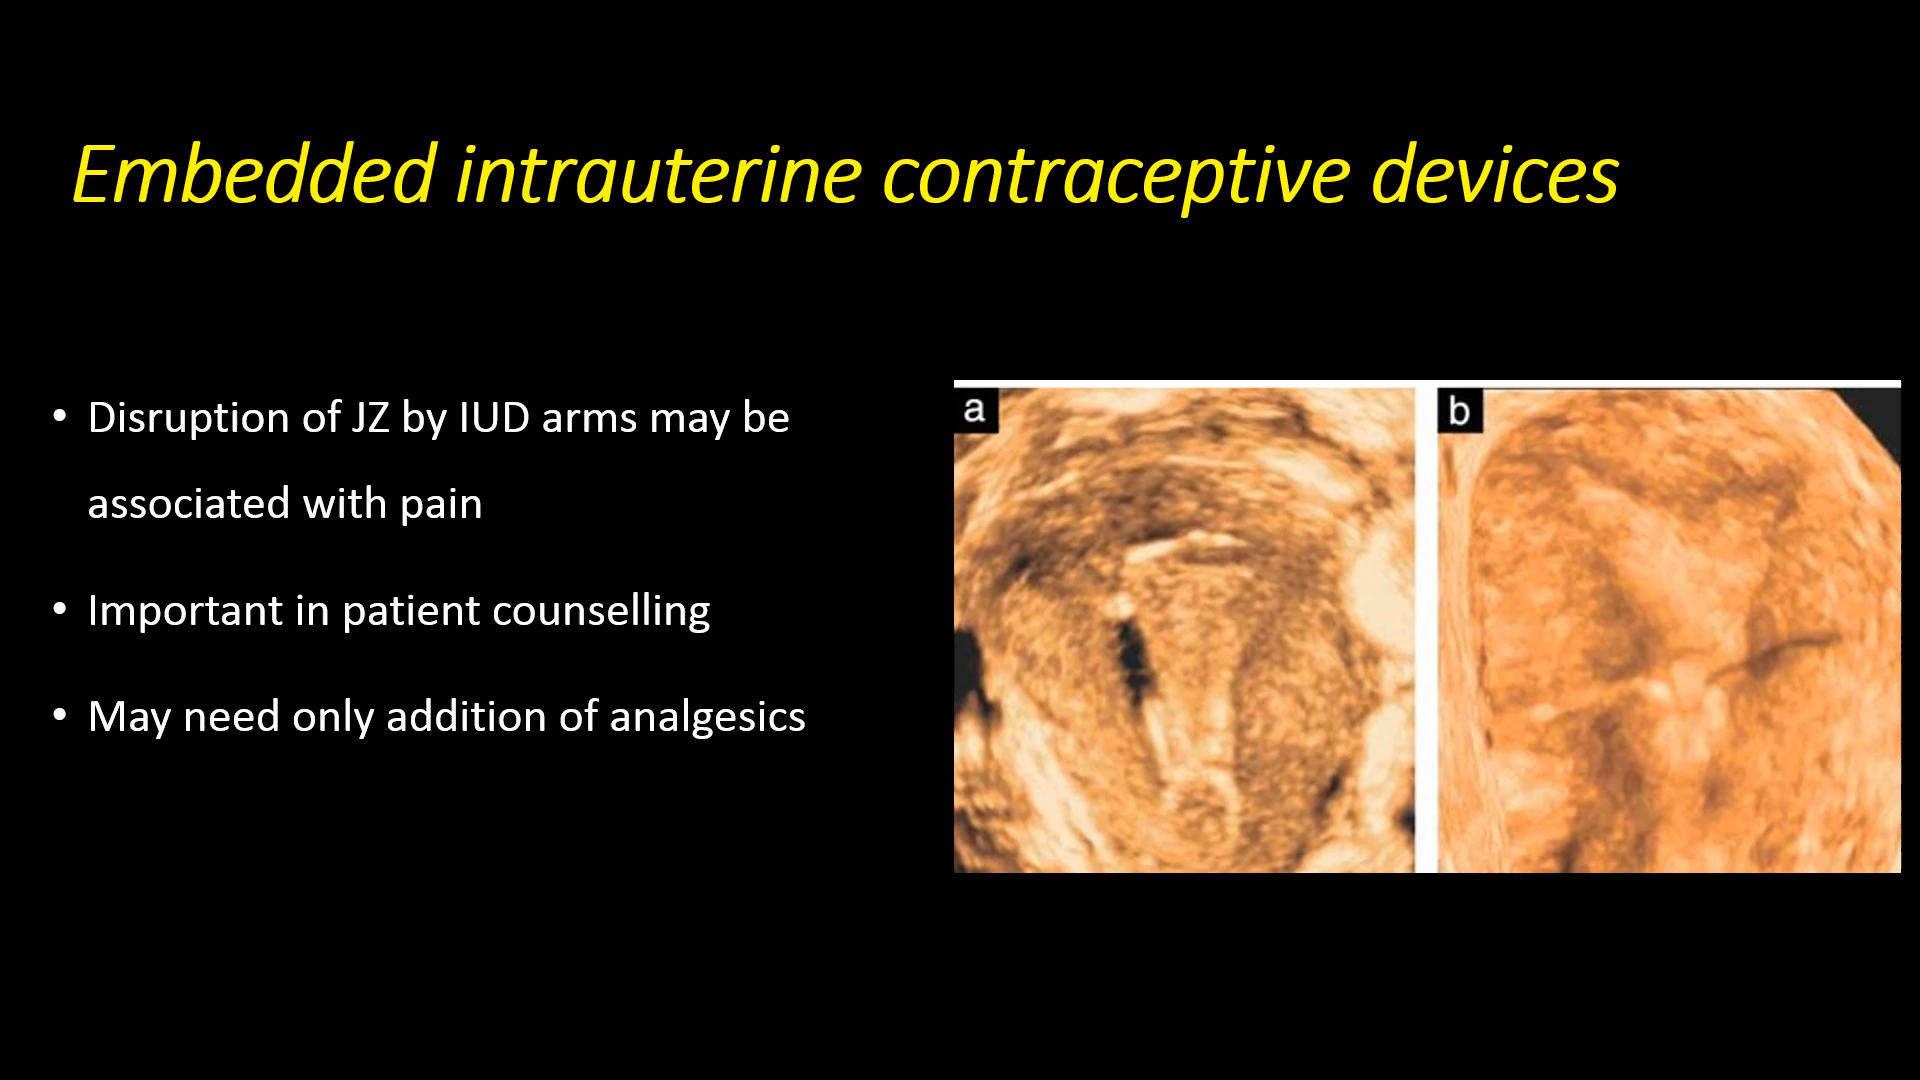 Embedded intrauterine contraceptive devices
• Disruption of JZ by IUD arms may be
associated with pain
• Important in patient counselling
• May need only addition of analgesics
a
b